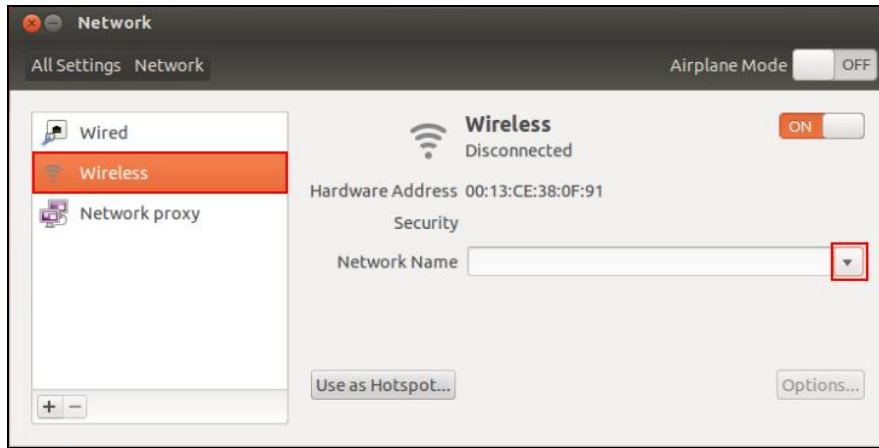 Network
All Settings Network
Airplane Mode OFF
Wired
Wireless
Network proxy
Wireless
Disconnected
ON
Hardware Address 00:13:CE:38:0F:91
Security
Network Name
Use as Hotspot...
Options...